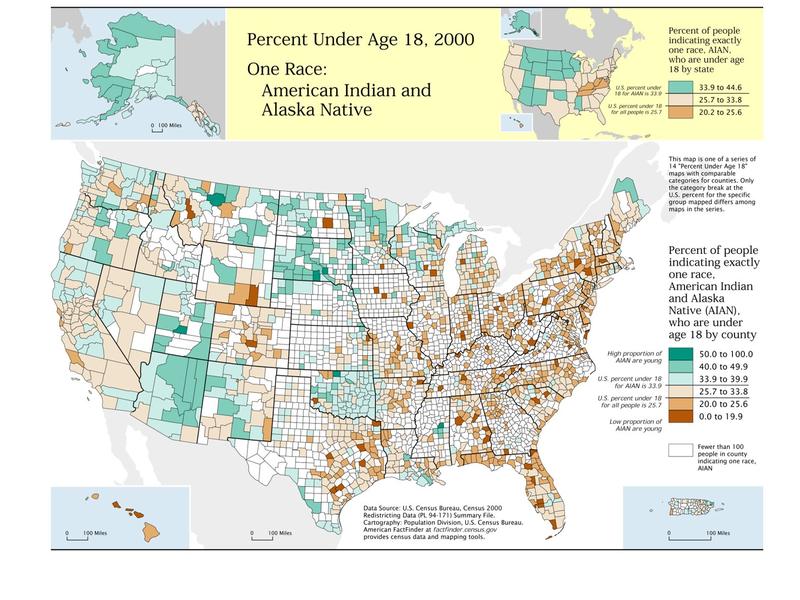 Percent Under Age 18, 2000
One Race:
American Indian and
Alaska Native
0 100 Miles
Percent of people
indicating exactly
one race, AIAN,
who are under age
18 by state
U.S. percent under
18 for AIAN is 33.9
U.S. percent under 18
for all people is 25.7
33.9 to 44.6
25.7 to 33.8
20.2 to 25.6
This map is one of a series of
14 "Percent Under Age 18"
maps with comparable
categories for counties. Only
the category break at the
U.S. percent for the specific
group mapped differs among
maps in the series.
Percent of people
indicating exactly
one race,
American Indian
and Alaska
Native (AIAN),
who are under
age 18 by county
High proportion of
AIAN are young
U.S. percent under 18
for AIAN is 33.9
U.S. percent under 18
for all people is 25.7
Low proportion of
AIAN are young
50.0 to 100.0
40.0 to 49.9
33.9 to 39.9
25.7 to 33.8
20.0 to 25.6
0.0 to 19.9
Fewer than 100
people in county
indicating one race,
AIAN
Data Source: U.S. Census Bureau, Census 2000
Redistricting Data (PL 94-171) Summary File.
Cartography: Population Division, U.S. Census Bureau.
American FactFinder at factfinder.census.gov
provides census data and mapping tools.
0 100 Miles
0 100 Miles
0 100 Miles